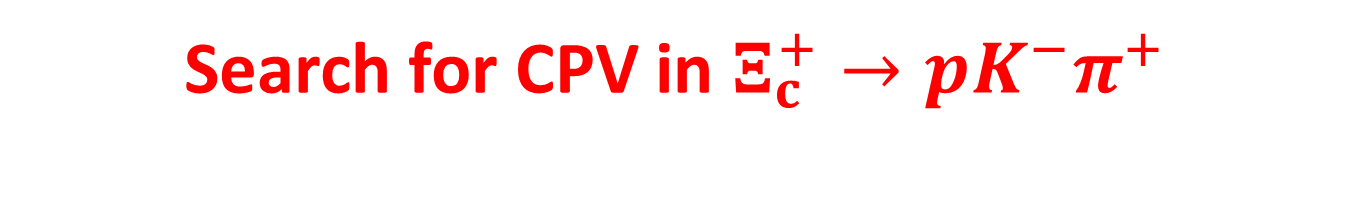 Search for CPV in Ξc+ → pK−π+